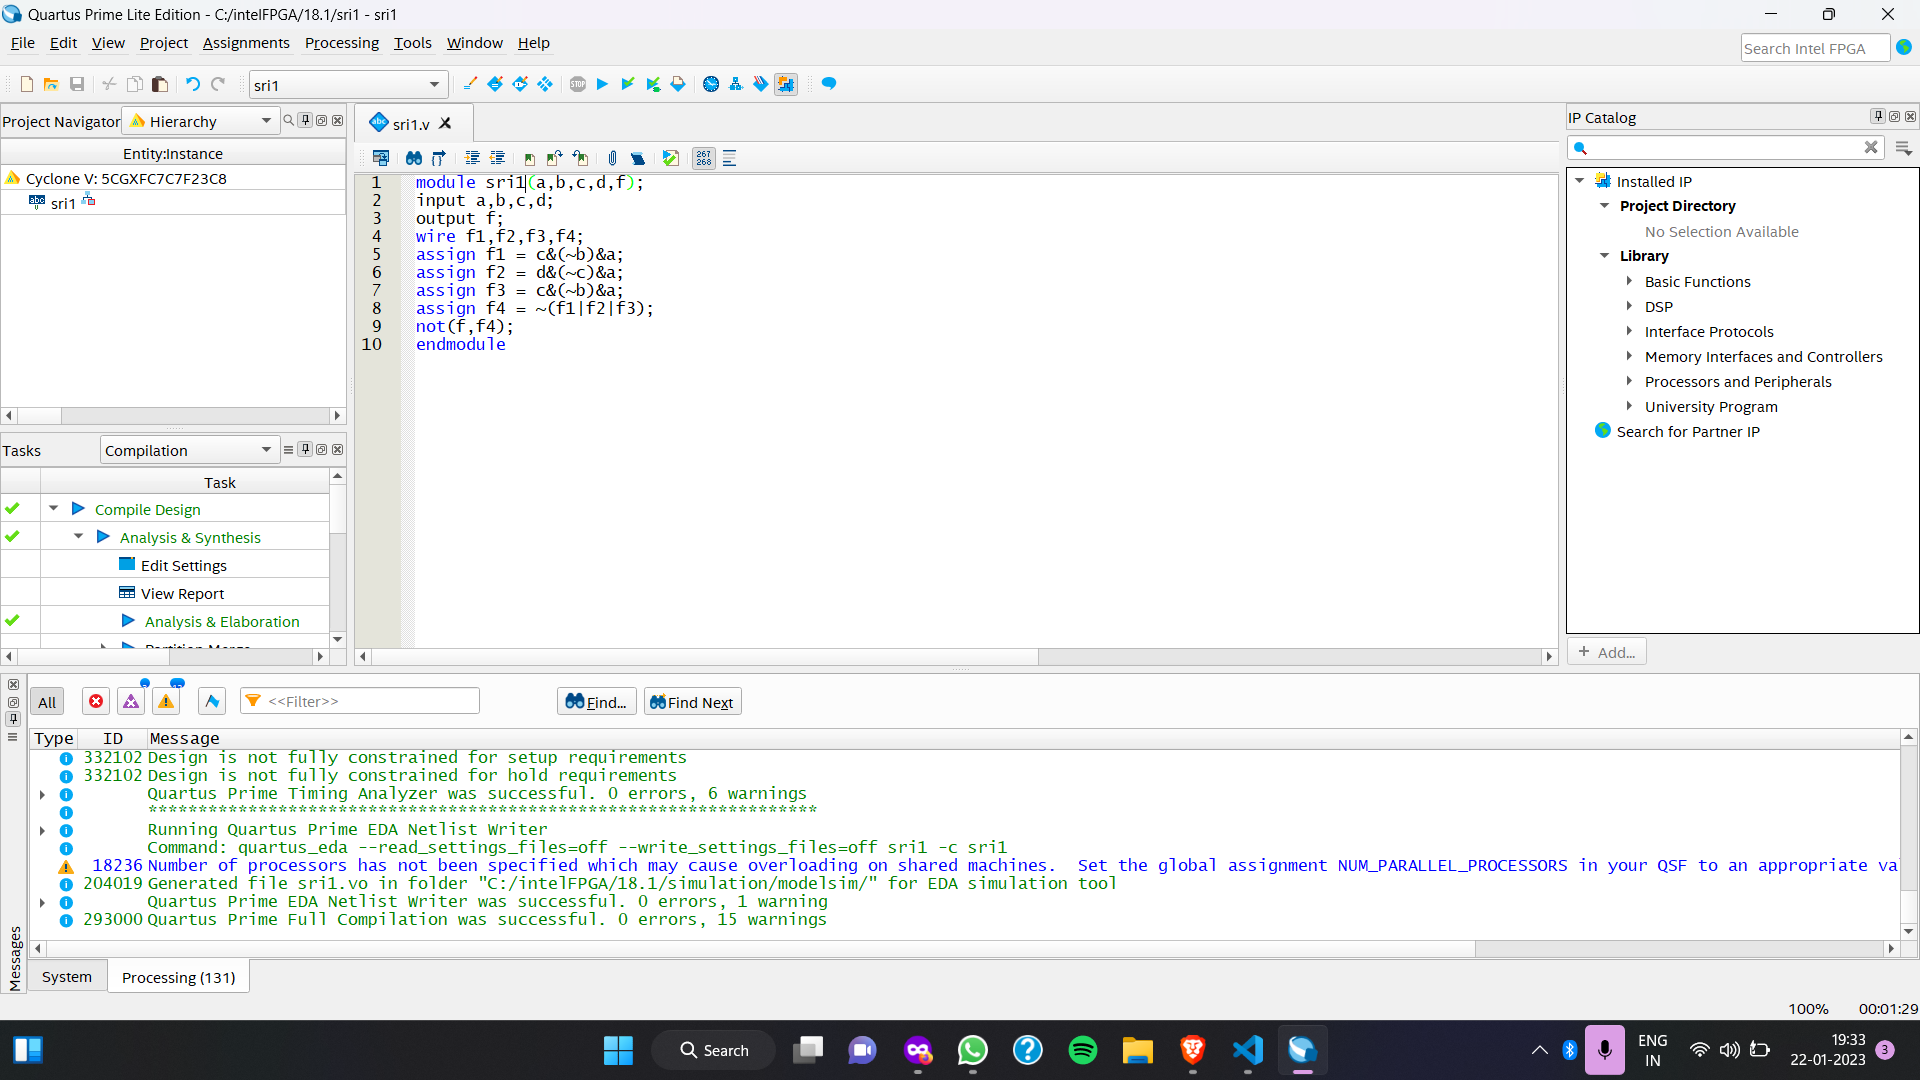 Quartus Prime Lite Edition - C:/intelFPGA/18.1/sri1 - sri1
File Edit View Project Assignments Processing Tools Window Help
Search Intel FPGA
sri1
Project Navigator Hierarchy
Entity:Instance
Cyclone V: 5CGXFC7C7F23C8
sri1
Tasks Compilation
Task
Compile Design
Analysis & Synthesis
Edit Settings
View Report
Analysis & Elaboration
sri1.v
267
268
1 module sri1(a,b,c,d,f);
2 input a,b,c,d;
3 output f;
4 wire f1,f2,f3,f4;
5 assign f1 = c&(~b)&a;
6 assign f2 = d&(~c)&a;
7 assign f3 = c&(~b)&a;
8 assign f4 = ~(f1|f2|f3);
9 not(f,f4);
10 endmodule
IP Catalog
Installed IP
Project Directory
No Selection Available
Library
Basic Functions
DSP
Interface Protocols
Memory Interfaces and Controllers
Processors and Peripherals
University Program
Search for Partner IP
+ Add...
All <<Filter>> Find... Find Next
Type ID Message
332102 Design is not fully constrained for setup requirements
332102 Design is not fully constrained for hold requirements
Quartus Prime Timing Analyzer was successful. 0 errors, 6 warnings
*******************************************************************
Running Quartus Prime EDA Netlist Writer
Command: quartus_eda --read_settings_files=off --write_settings_files=off sri1 -c sri1
18236 Number of processors has not been specified which may cause overloading on shared machines.  Set the global assignment NUM_PARALLEL_PROCESSORS in your QSF to an appropriate va
204019 Generated file sri1.vo in folder "C:/intelFPGA/18.1/simulation/modelsim/" for EDA simulation tool
Quartus Prime EDA Netlist Writer was successful. 0 errors, 1 warning
293000 Quartus Prime Full Compilation was successful. 0 errors, 15 warnings
Messages
System Processing (131)
100% 00:01:29
Search
ENG
IN
19:33
22-01-2023
3